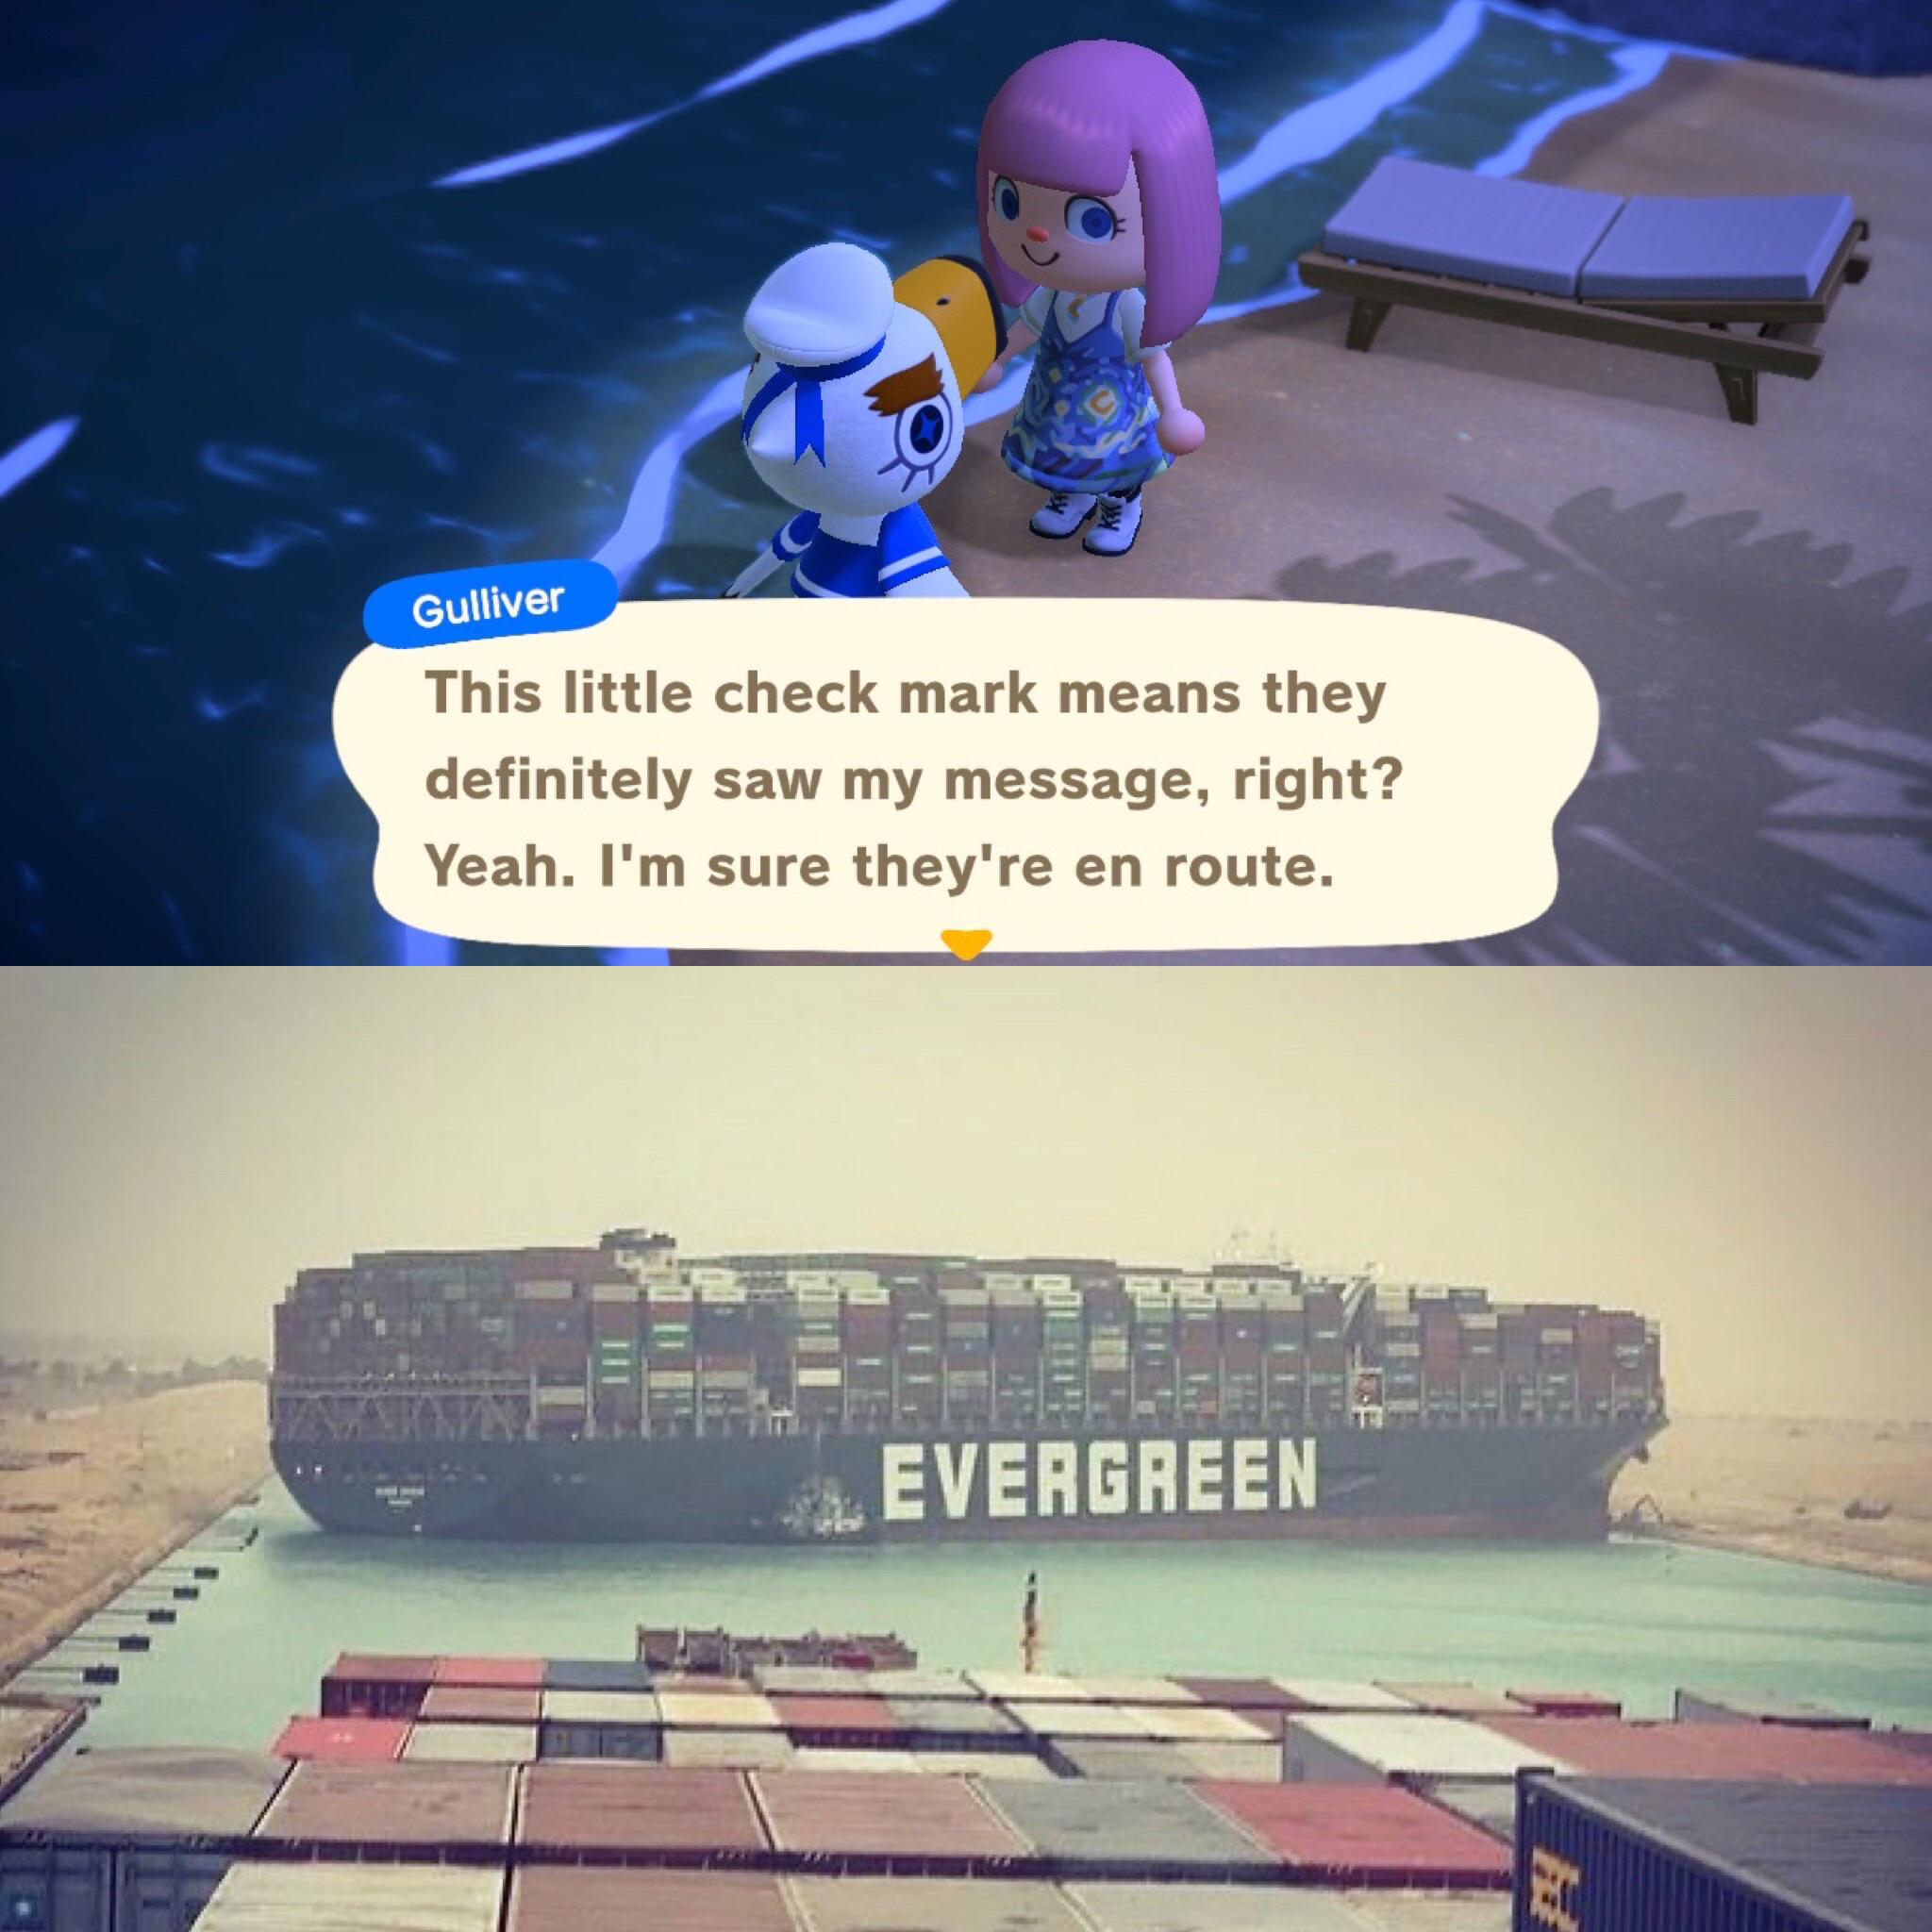 Gulliver
This little check mark means they
definitely saw my message, right?
Yeah. I'm sure they're en route.
EVERGREEN